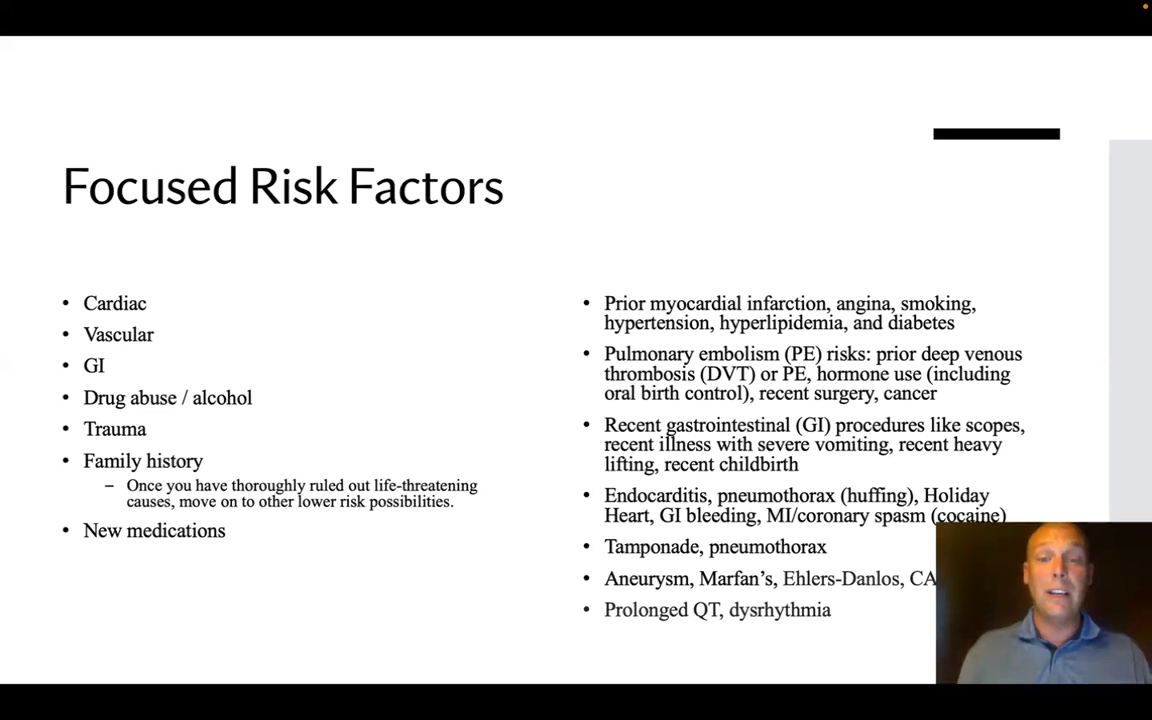 Focused Risk Factors
• Cardiac
• Vascular
• GI
• Drug abuse / alcohol
• Trauma
• Family history
– Once you have thoroughly ruled out life-threatening
causes, move on to other lower risk possibilities.
• New medications
• Prior myocardial infarction, angina, smoking,
hypertension, hyperlipidemia, and diabetes
• Pulmonary embolism (PE) risks: prior deep venous
thrombosis (DVT) or PE, hormone use (including
oral birth control), recent surgery, cancer
• Recent gastrointestinal (GI) procedures like scopes,
recent illness with severe vomiting, recent heavy
lifting, recent childbirth
• Endocarditis, pneumothorax (huffing), Holiday
Heart, GI bleeding, MI/coronary spasm (cocaine)
• Tamponade, pneumothorax
• Aneurysm, Marfan’s, Ehlers-Danlos,
• Prolonged QT, dysrhythmia